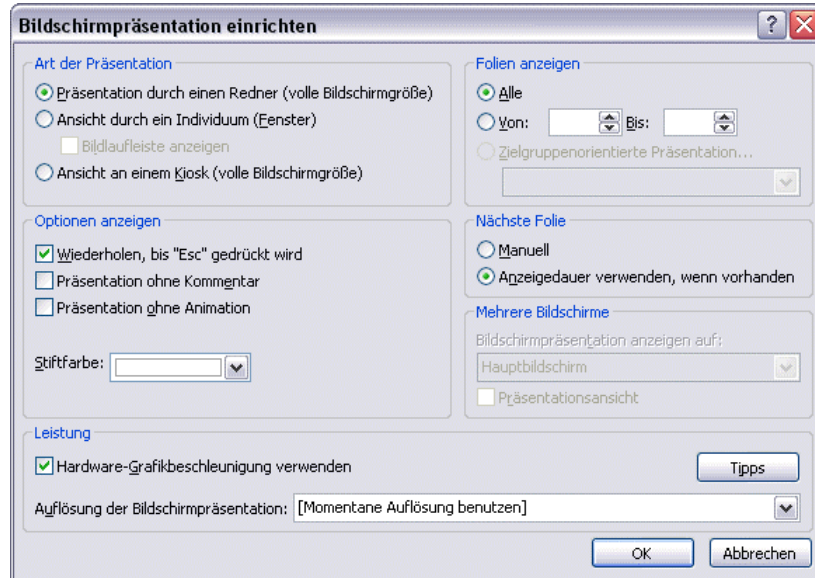 Bildschirmpräsentation einrichten
Art der Präsentation
Präsentation durch einen Redner (volle Bildschirmgröße)
Ansicht durch ein Individuum (Fenster)
Bildlaufleiste anzeigen
Ansicht an einem Kiosk (volle Bildschirmgröße)
Folien anzeigen
Alle
Von: Bis:
Zielgruppenorientierte Präsentation...
Optionen anzeigen
Wiederholen, bis "Esc" gedrückt wird
Präsentation ohne Kommentar
Präsentation ohne Animation
Stiftfarbe:
Nächste Folie
Manuell
Anzeigedauer verwenden, wenn vorhanden
Mehrere Bildschirme
Bildschirmpräsentation anzeigen auf:
Hauptbildschirm
Präsentationsansicht
Leistung
Hardware-Grafikbeschleunigung verwenden
Tipps
Auflösung der Bildschirmpräsentation: [Momentane Auflösung benutzen]
OK Abbrechen